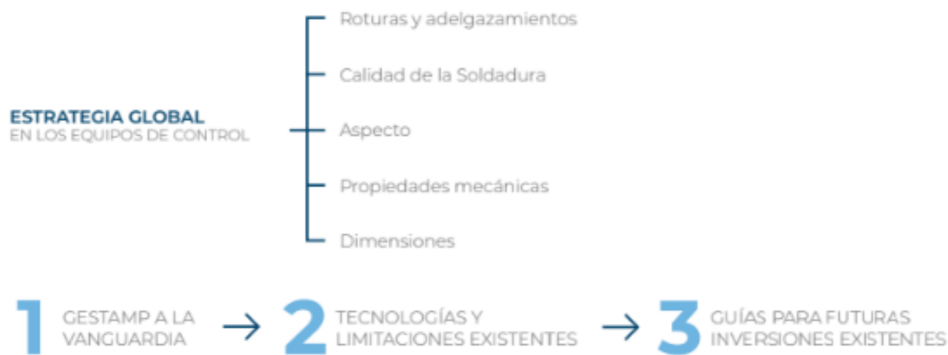 Roturas y adelgazamientos
Calidad de la Soldadura
ESTRATEGIA GLOBAL
EN LOS EQUIPOS DE CONTROL
Aspecto
Propiedades mecánicas
Dimensiones
1 GESTAMP A LA
VANGUARDIA
2 TECNOLOGÍAS Y
LIMITACIONES EXISTENTES
3 GUÍAS PARA FUTURAS
INVERSIONES EXISTENTES